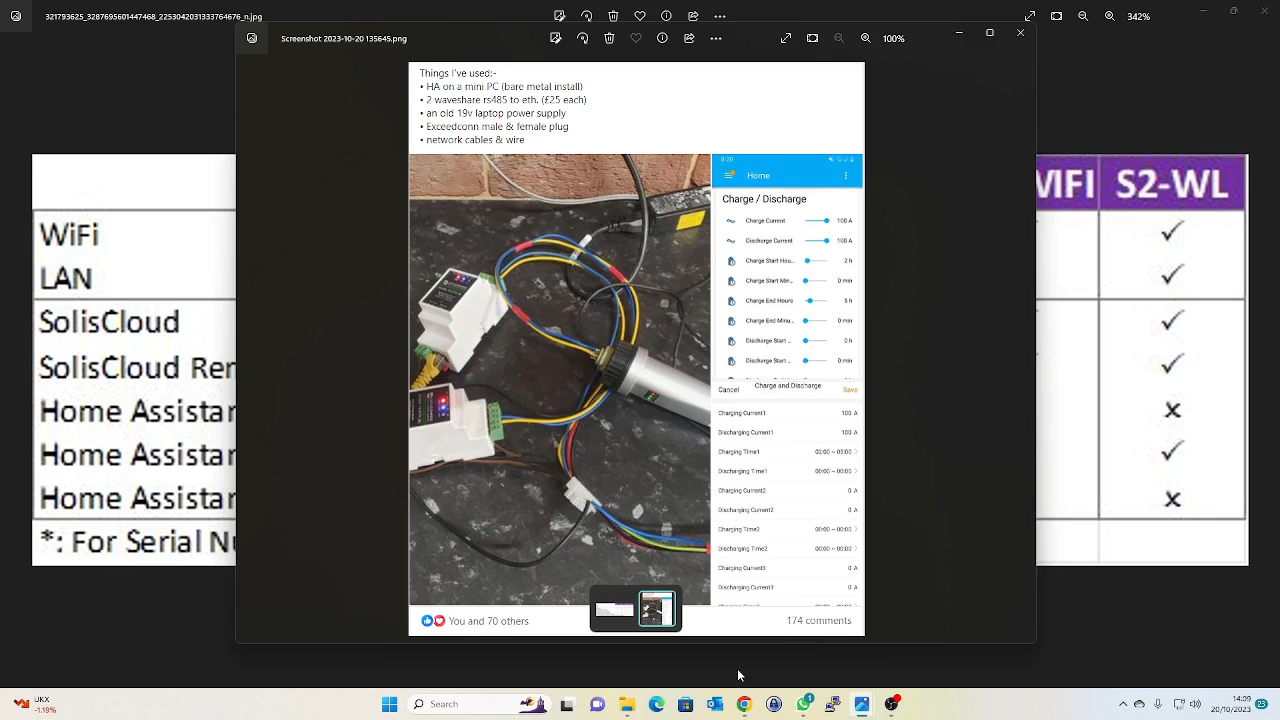 327173625_582769560144768_2253042031333764676_n.jpg
342%
Screenshot 2023-10-20 135645.png
100%
Things I've used:-
• HA on a mini PC (bare metal install)
• 2 waveshare rs485 to eth. (£25 each)
• an old 19v laptop power supply
• Exceedconn male & female plug
• network cables & wire
8:20
Home
Charge / Discharge
Charge Current 100 A
Discharge Current 100 A
Charge Start Hou... 2 h
Charge Start Min... 0 min
Charge End Hours 5 h
Charge End Minu... 0 min
Discharge Start ... 0 h
Discharge Start ... 0 min
Cancel Charge and Discharge Save
Charging Current1 100 A
Discharging Current1 100 A
Charging Time1 02:00 ~ 05:00
Discharging Time1 00:00 ~ 00:00
Charging Current2 0 A
Discharging Current2 0 A
Charging Time2 00:00 ~ 00:00
Discharging Time2 00:00 ~ 00:00
Charging Current3 0 A
Discharging Current3 0 A
You and 70 others 174 comments
WiFi
LAN
SolisCloud
SolisCloud Rer
Home Assistar
Home Assistar
Home Assistar
*: For Serial Nu
S2-WL
UKX
-1.19%
Search
1
20/10/2023